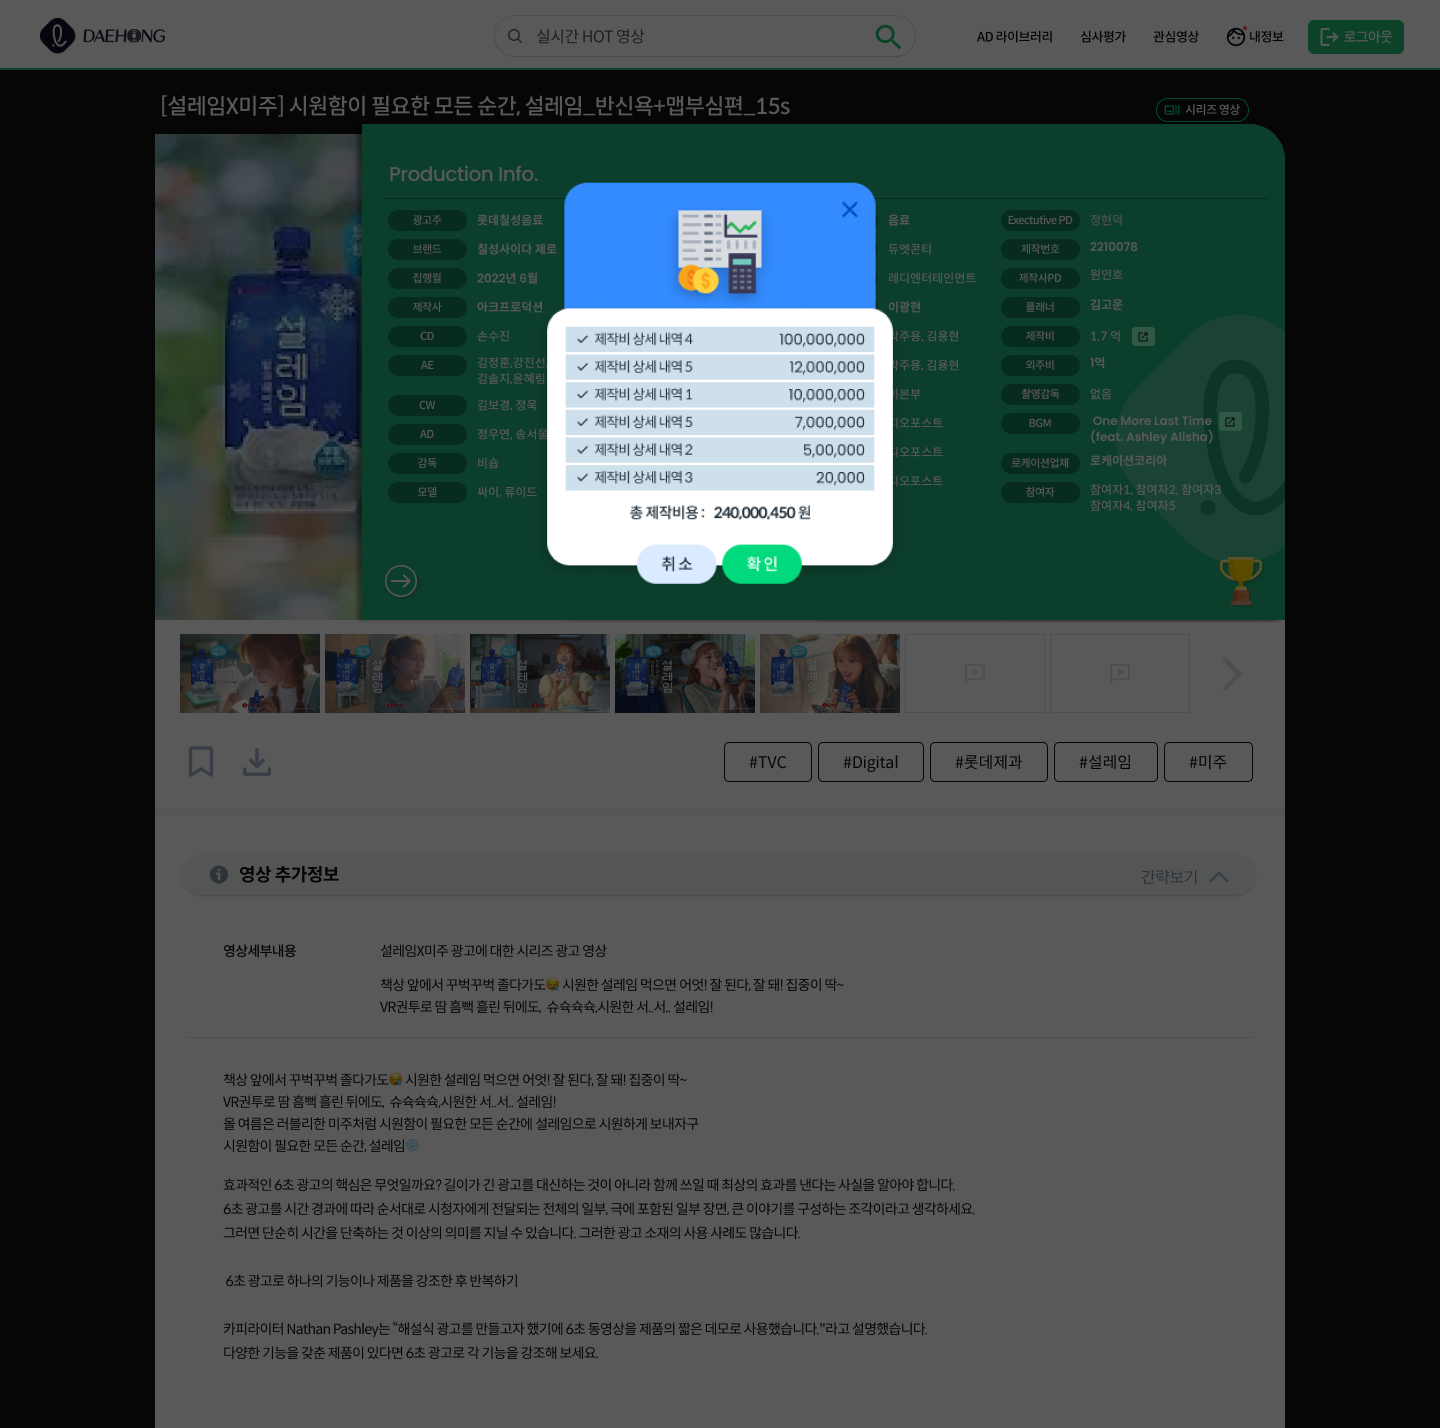 DAEHONG
실시간 HOT 영상
AD 라이브러리
심사평가
관심영상
내정보
로그아웃
[설레임X미주] 시원함이 필요한 모든 순간, 설레임_반신욕+맵부심편_15s
시리즈 영상
Production Info.
광고주 롯데칠성음료
브랜드 칠성사이다 제로
집행월 2022년 6월
제작사 아크프로덕션
CD 손수진
AE 김정훈,강진선,
김솔지,윤혜림
CW 김보경, 정욱
AD 정우연, 송서울
감독 비숍
모델 싸이, 류이드
음료
듀엣콘티
레디엔터테인먼트
이광현
박주용, 김용현
박주용, 김용현
본부
오포스트
오포스트
오포스트
Exectutive PD 정현덕
제작번호 2210078
제작사PD 원인호
플래너 김고운
제작비 1.7 억
외주비 1억
촬영감독 없음
BGM One More Last Time
(feat. Ashley Alisha)
로케이션업체 로케이션코리아
참여자 참여자1, 참여자2, 참여자3
참여자4, 참여자5
제작비 상세 내역 4 100,000,000
제작비 상세 내역 5 12,000,000
제작비 상세 내역 1 10,000,000
제작비 상세 내역 5 7,000,000
제작비 상세 내역 2 5,00,000
제작비 상세 내역 3 20,000
총 제작비용 : 240,000,450 원
취소
확인
설레임
설레임
설레임
설레임
설레임
설레임
#TVC
#Digital
#롯데제과
#설레임
#미주
영상 추가정보
간략보기
영상세부내용
설레임X미주 광고에 대한 시리즈 광고 영상
책상 앞에서 꾸벅꾸벅 졸다가도😪 시원한 설레임 먹으면 어엇! 잘 된다, 잘 돼! 집중이 딱~
VR권투로 땀 흠뻑 흘린 뒤에도, 슈슉슉슉,시원한 서..서.. 설레임!
책상 앞에서 꾸벅꾸벅 졸다가도😪 시원한 설레임 먹으면 어엇! 잘 된다, 잘 돼! 집중이 딱~
VR권투로 땀 흠뻑 흘린 뒤에도, 슈슉슉슉,시원한 서..서.. 설레임!
올 여름은 러블리한 미주처럼 시원함이 필요한 모든 순간에 설레임으로 시원하게 보내자구
시원함이 필요한 모든 순간, 설레임
효과적인 6초 광고의 핵심은 무엇일까요? 길이가 긴 광고를 대신하는 것이 아니라 함께 쓰일 때 최상의 효과를 낸다는 사실을 알아야 합니다.
6초 광고를 시간 경과에 따라 순서대로 시청자에게 전달되는 전체의 일부, 극에 포함된 일부 장면, 큰 이야기를 구성하는 조각이라고 생각하세요.
그러면 단순히 시간을 단축하는 것 이상의 의미를 지닐 수 있습니다. 그러한 광고 소재의 사용 사례도 많습니다.
6초 광고로 하나의 기능이나 제품을 강조한 후 반복하기
카피라이터 Nathan Pashley는 “해설식 광고를 만들고자 했기에 6초 동영상을 제품의 짧은 데모로 사용했습니다."라고 설명했습니다.
다양한 기능을 갖춘 제품이 있다면 6초 광고로 각 기능을 강조해 보세요.